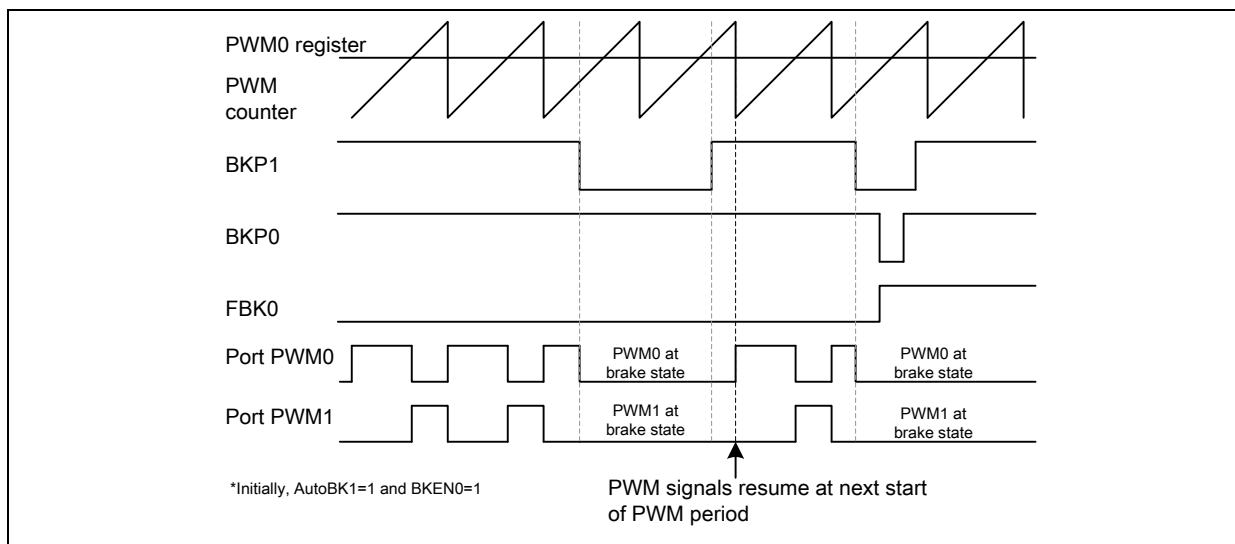 PWM0 register
PWM
counter
BKP1
BKP0
FBK0
Port PWM0
PWM0 at
brake state
PWM0 at
brake state
Port PWM1
PWM1 at
brake state
PWM1 at
brake state
*Initially, AutoBK1=1 and BKEN0=1
PWM signals resume at next start
of PWM period